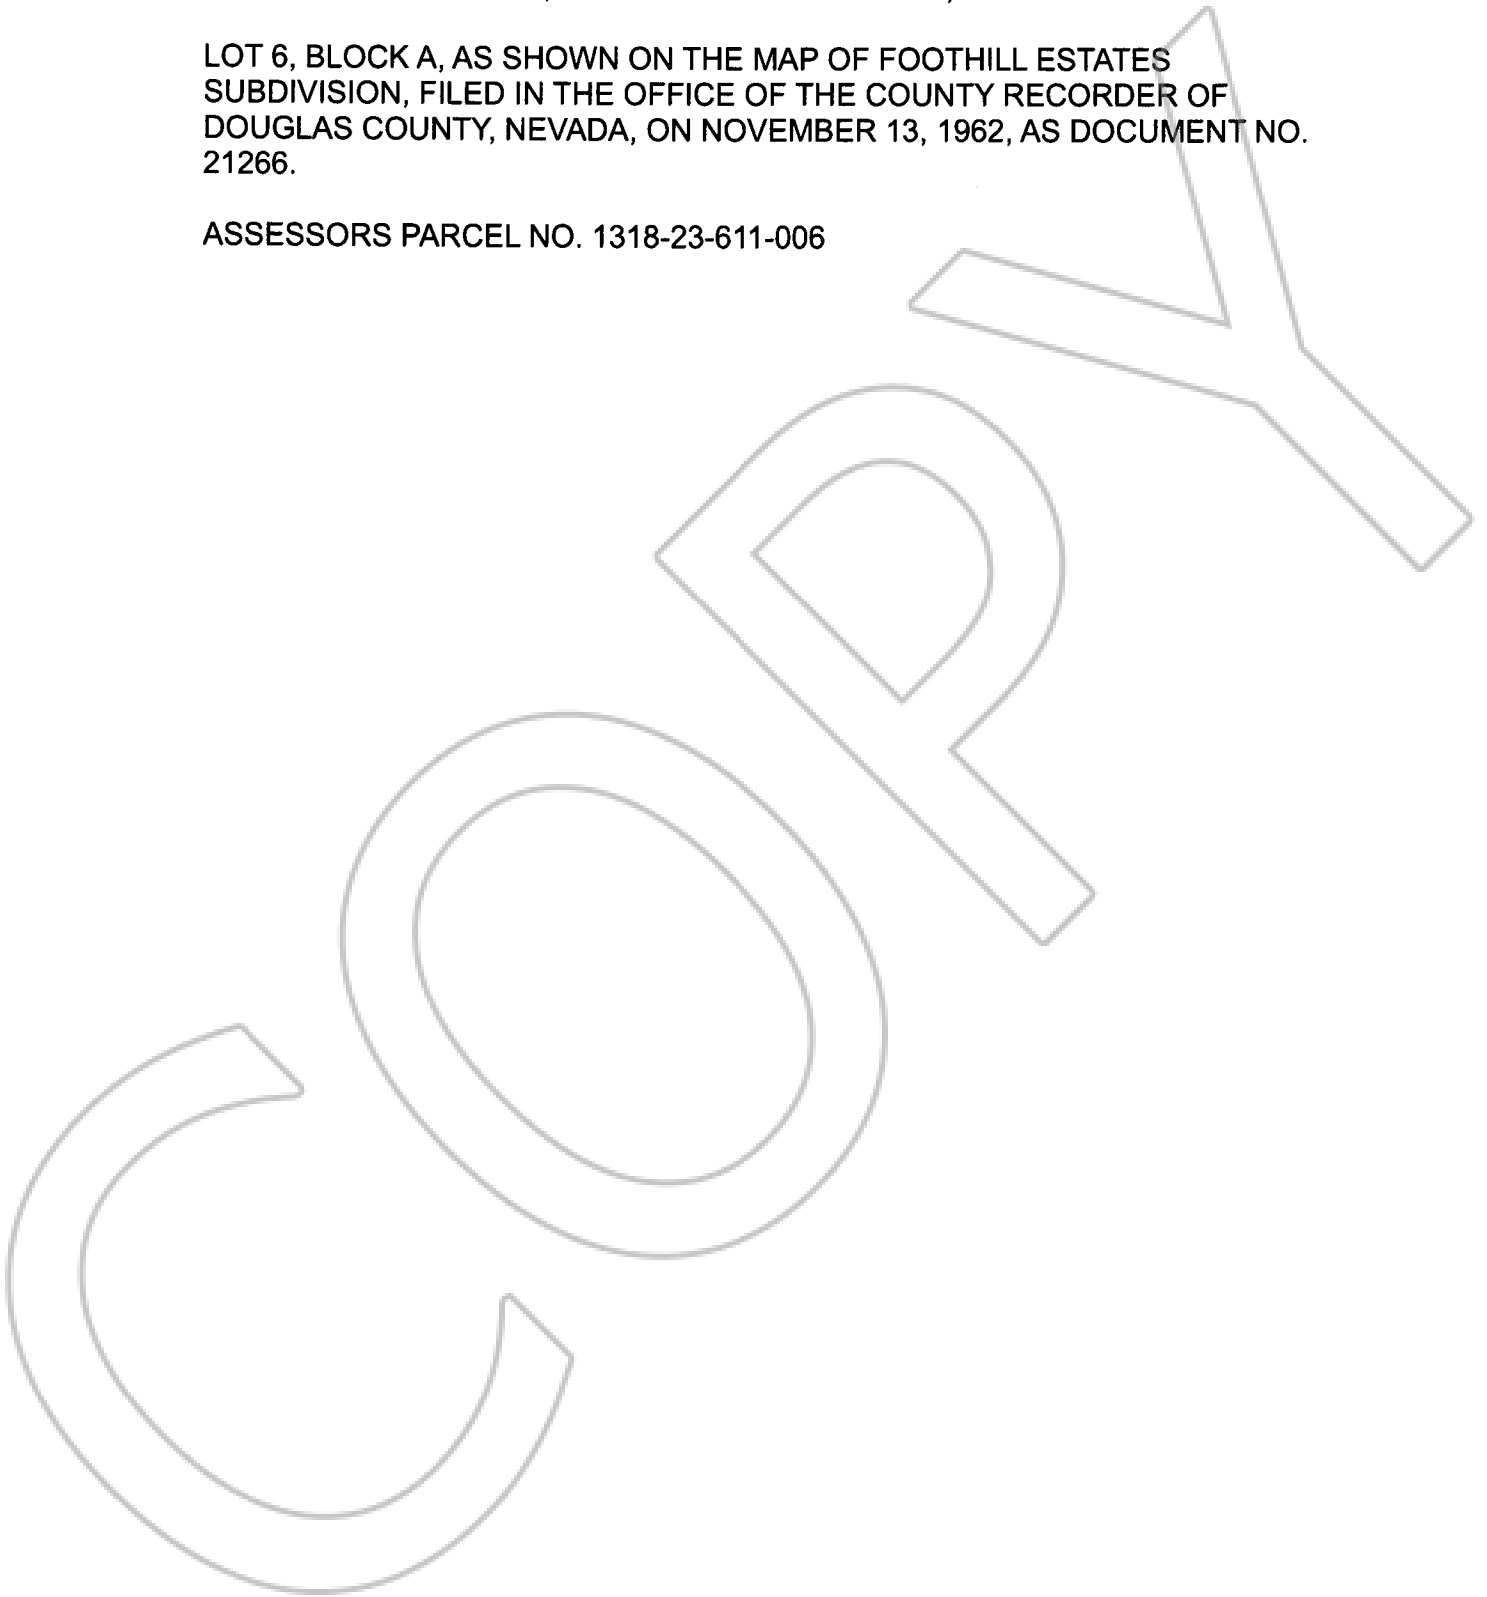 LOT 6, BLOCK A, AS SHOWN ON THE MAP OF FOOTHILL ESTATES
SUBDIVISION, FILED IN THE OFFICE OF THE COUNTY RECORDER OF
DOUGLAS COUNTY, NEVADA, ON NOVEMBER 13, 1962, AS DOCUMENT NO.
21266.
ASSESSORS PARCEL NO. 1318-23-611-006
COPY